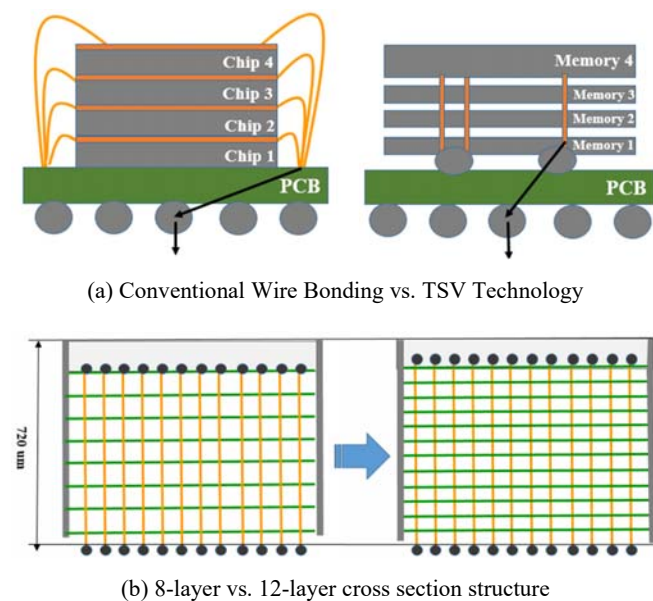 Chip 4
Chip 3
Chip 2
Chip 1
PCB
Memory 4
Memory 3
Memory 2
Memory 1
PCB
(a) Conventional Wire Bonding vs. TSV Technology
720 um
(b) 8-layer vs. 12-layer cross section structure